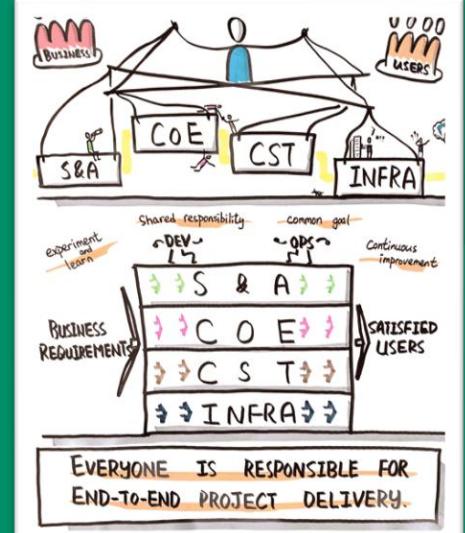 BUSINESS
USERS
S&A
COE
CST
INFRA
Shared responsibility
common goal
experiment
and
learn
DEV
OPS
Continuous
improvement
S & A
BUSINESS
REQUIREMENTS
C O E
SATISFIED
USERS
C S T
INFRA
EVERYONE IS RESPONSIBLE FOR
END-TO-END PROJECT DELIVERY.